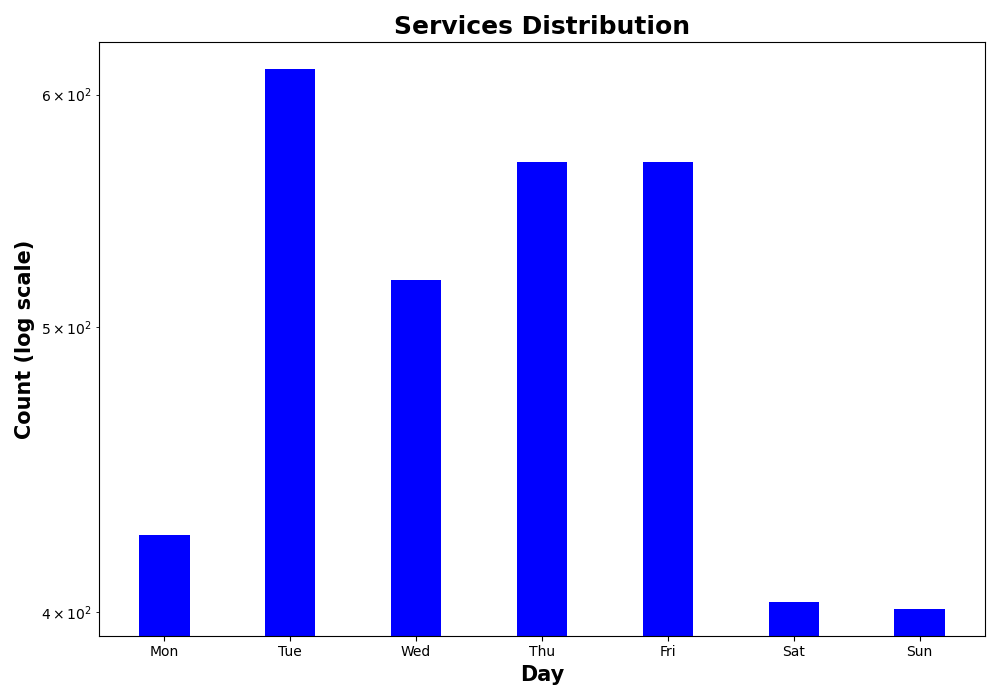 Services Distribution
6 × 10²
5 × 10²
4 × 10²
Count (log scale)
Mon Tue Wed Thu Fri Sat Sun
Day